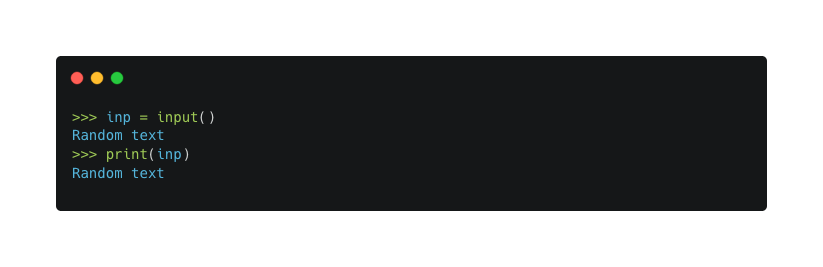 >>> inp = input()
Random text
>>> print(inp)
Random text